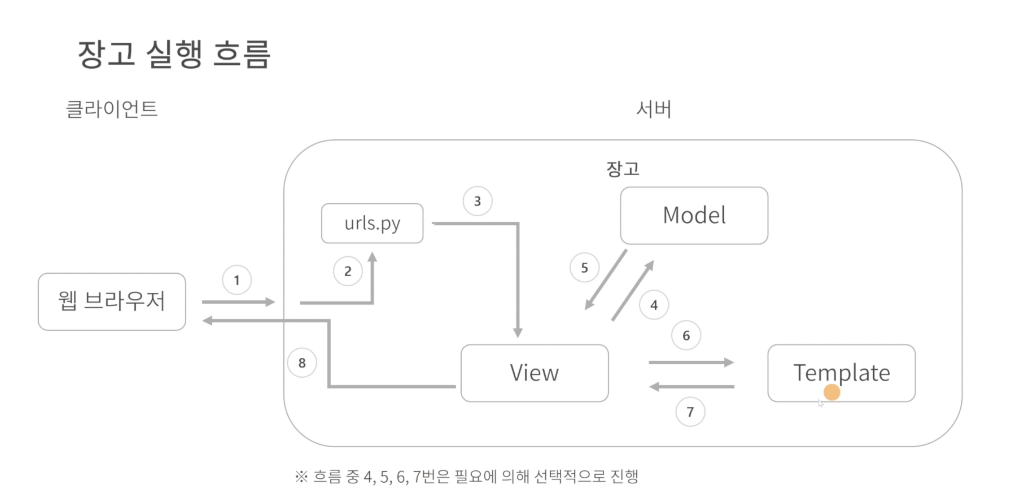 장고 실행 흐름
클라이언트
서버
장고
Model
urls.py
3
2
5
1
4
웹 브라우저
6
8
View
Template
7
※ 흐름 중 4, 5, 6, 7번은 필요에 의해 선택적으로 진행